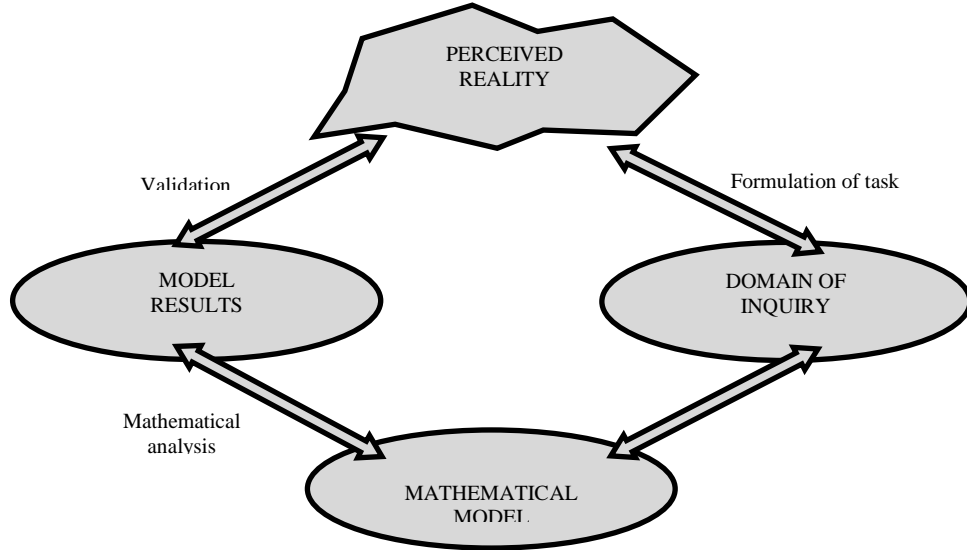 PERCEIVED
REALITY
Validation
Formulation of task
MODEL
RESULTS
DOMAIN OF
INQUIRY
Mathematical
analysis
MATHEMATICAL
MODEL